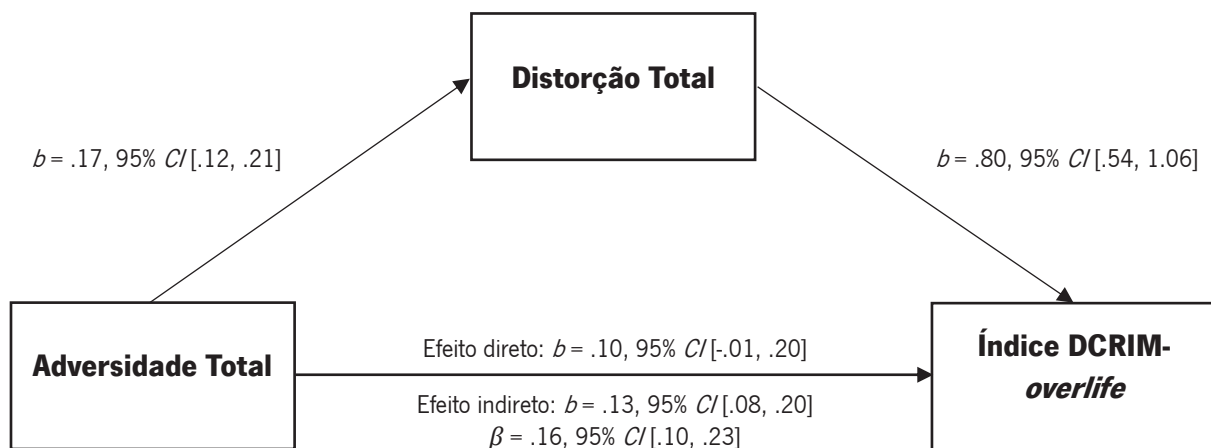 Distorção Total
b = .17, 95% CI [.12, .21]
b = .80, 95% CI [.54, 1.06]
Adversidade Total
Efeito direto: b = .10, 95% CI [-.01, .20]
Efeito indireto: b = .13, 95% CI [.08, .20]
β = .16, 95% CI [.10, .23]
Índice DCRIM-
overlife